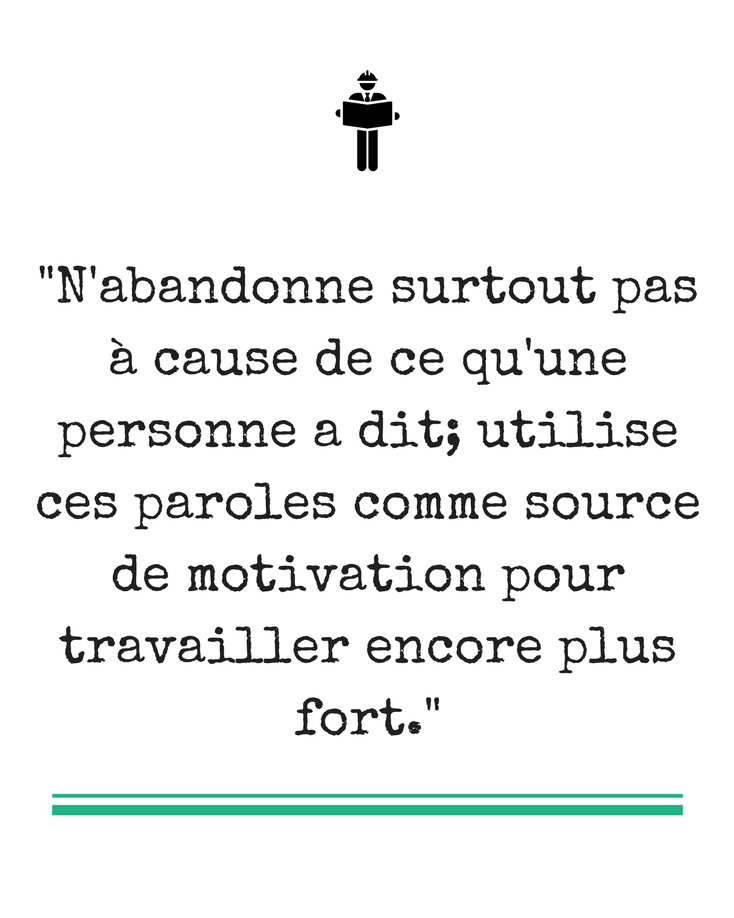 "N'abandonne surtout pas
à cause de ce qu'une
personne a dit; utilise
ces paroles comme source
de motivation pour
travailler encore plus
fort."